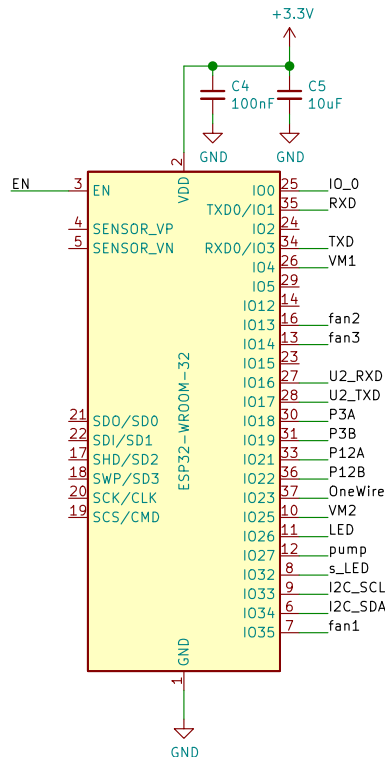 +3.3V
C4
100nF
C5
10uF
GND
GND
2
VDD
EN
3
EN
4
SENSOR_VP
5
SENSOR_VN
21
SDO/SD0
22
SDI/SD1
17
SHD/SD2
18
SWP/SD3
20
SCK/CLK
19
SCS/CMD
ESP32-WROOM-32
IO0 25 IO_0
TXD0/IO1 35 RXD
IO2 24
RXD0/IO3 34 TXD
IO4 26 VM1
IO5 29
IO12 14
IO13 16 fan2
IO14 13 fan3
IO15 23
IO16 27 U2_RXD
IO17 28 U2_TXD
IO18 30 P3A
IO19 31 P3B
IO21 33 P12A
IO22 36 P12B
IO23 37 OneWire
IO25 10 VM2
IO26 11 LED
IO27 12 pump
IO32 8 s_LED
IO33 9 I2C_SCL
IO34 6 I2C_SDA
IO35 7 fan1
GND
1
GND